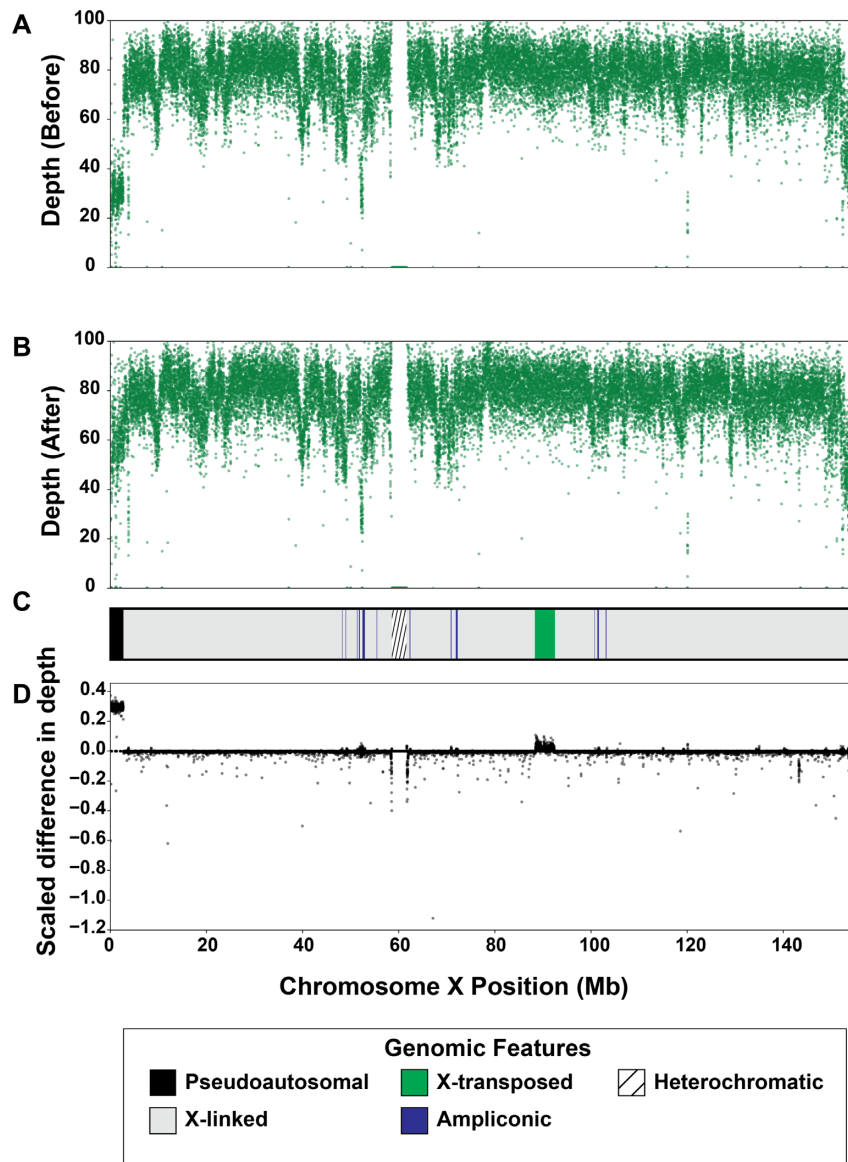 A
Depth (Before)
100
80
60
40
20
0
B
Depth (After)
100
80
60
40
20
0
C
D
Scaled difference in depth
0.4
0.2
0.0
−0.2
−0.4
−0.6
−0.8
−1.0
−1.2
0 20 40 60 80 100 120 140
Chromosome X Position (Mb)
Genomic Features
Pseudoautosomal X-transposed Heterochromatic
X-linked Ampliconic